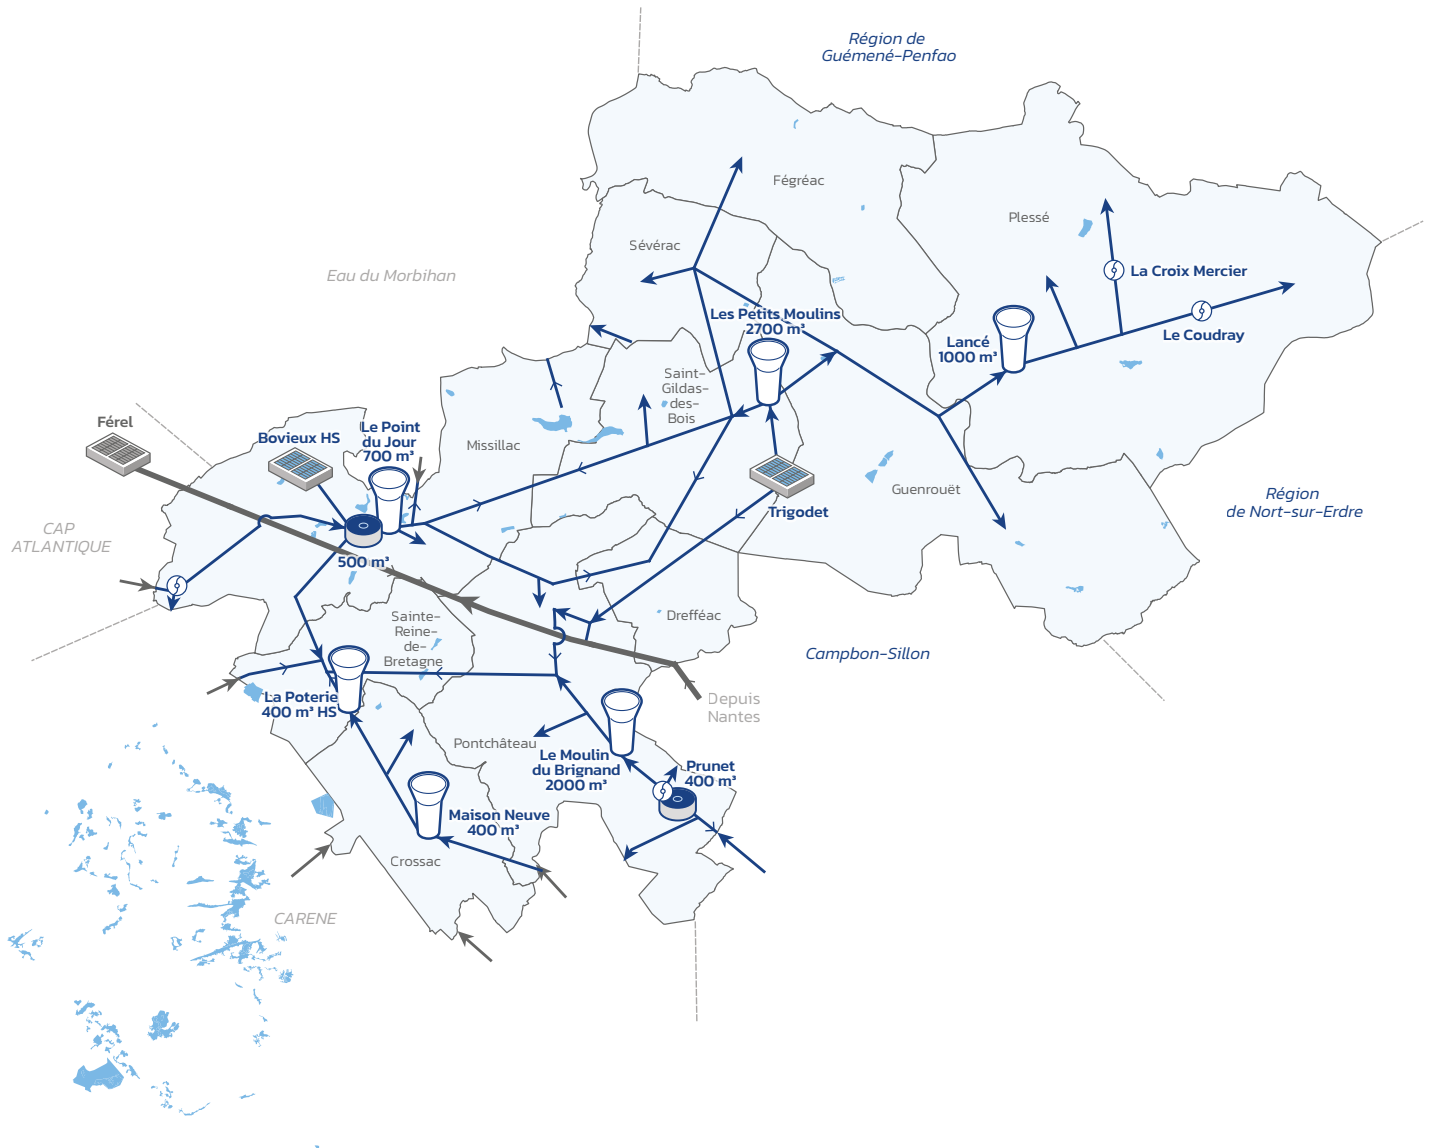 Région de
Guémené-Penfao
Fégréac
Plessé
Sévérac
Eau du Morbihan
La Croix Mercier
Les Petits Moulins
2700 m³
Le Coudray
Lancé
1000 m³
Saint-
Gildas-
des-
Bois
Férel
Le Point
du Jour
700 m³
Bovieux HS
Missillac
Guenrouët
Région
de Nort-sur-Erdre
Trigodet
CAP
ATLANTIQUE
500 m³
Sainte-
Reine-
de-
Bretagne
Drefféac
Campbon-Sillon
La Poterie
400 m³ HS
Depuis
Nantes
Pontchâteau
Le Moulin
du Brignand
2000 m³
Prunet
400 m³
Maison Neuve
400 m³
Crossac
CARENE